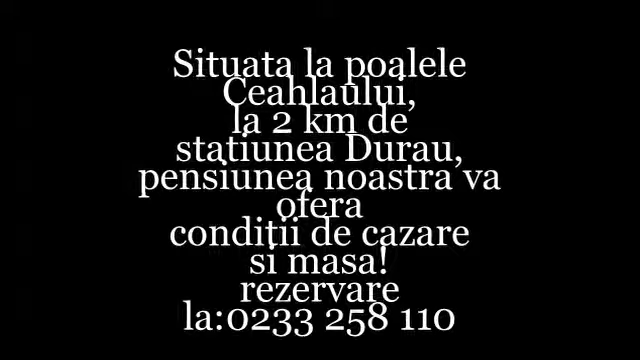 Situata la poalele
Ceahlaului,
la 2 km de
statiunea Durau,
pensiunea noastra va
ofera
condiții de cazare
si masa!
rezervare
la:0233 258 110